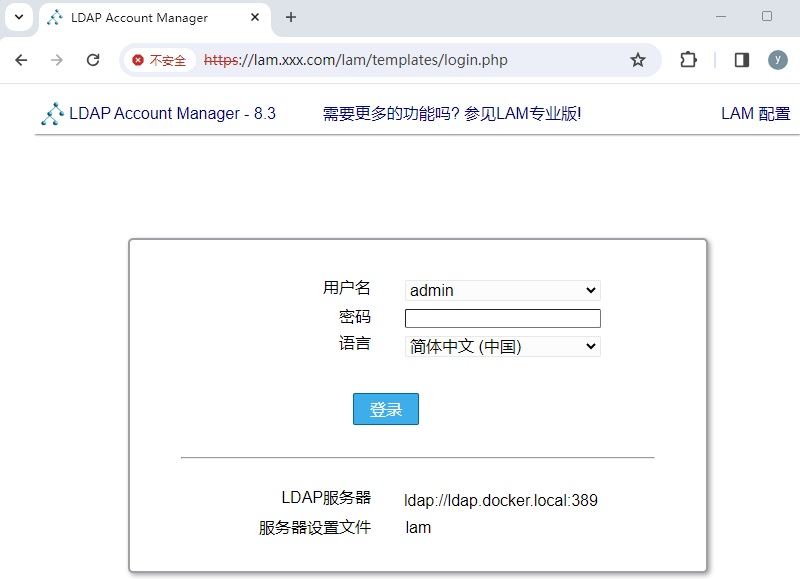 LDAP Account Manager
不安全 https://lam.xxx.com/lam/templates/login.php
y
LDAP Account Manager - 8.3 需要更多的功能吗? 参见LAM专业版! LAM 配置
用户名 admin
密码
语言 简体中文 (中国)
登录
LDAP服务器 ldap://ldap.docker.local:389
服务器设置文件 lam